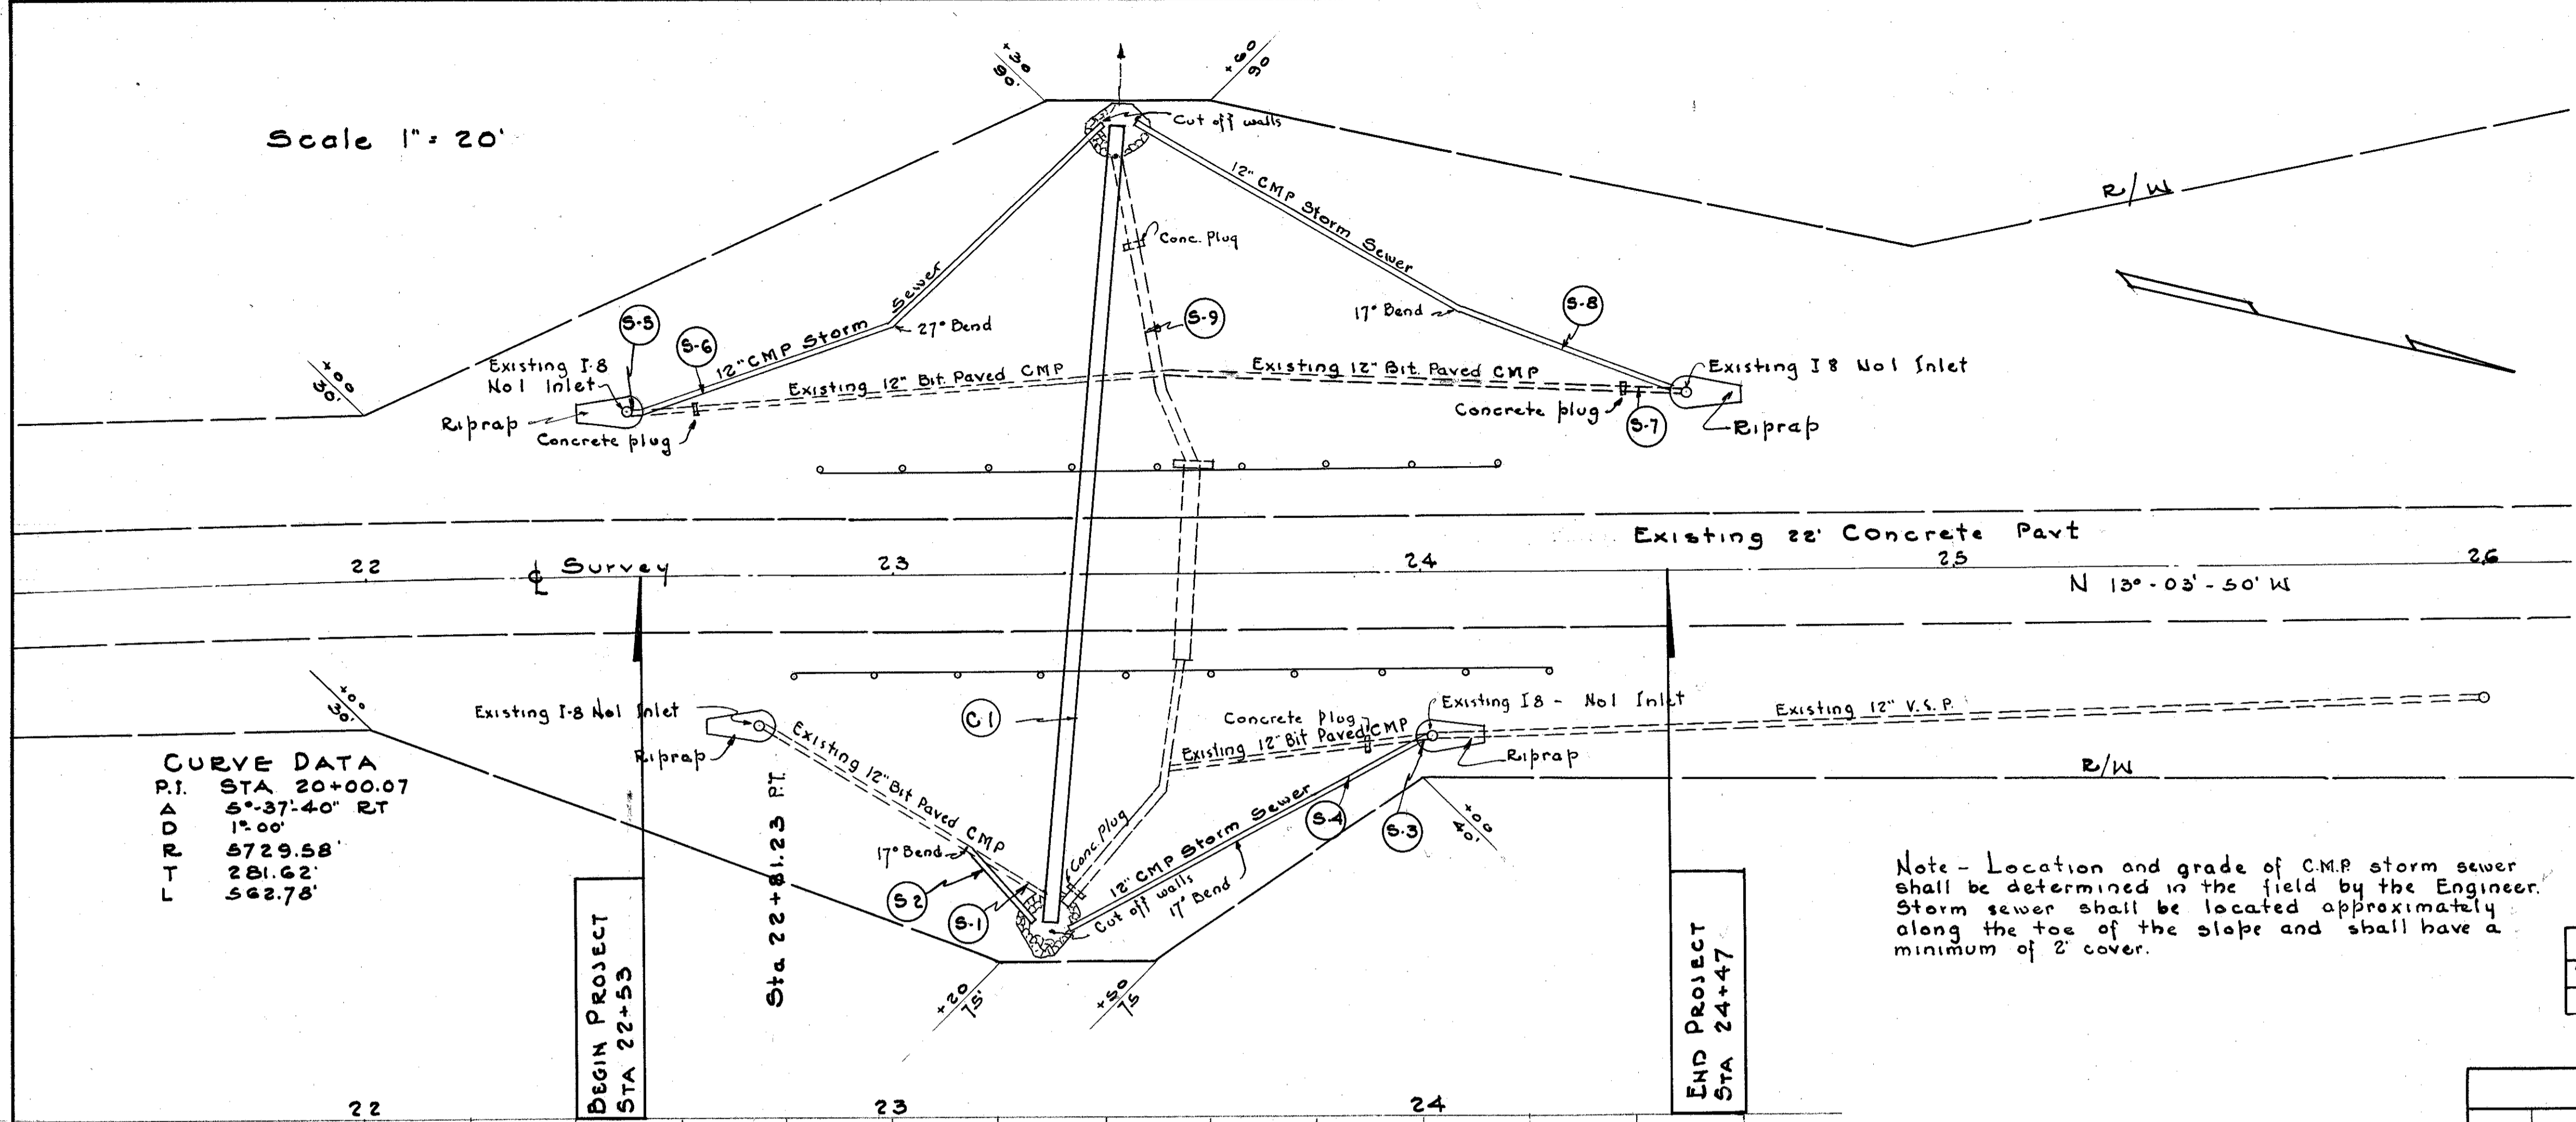 Scale 1"= 20'
+30
90.
+60
90
Cut off walls
12" CMP Storm Sewer
R/W
Conc. Plug
S-9
17° Bend
S-8
S-5
S-6
12" CMP Storm Sewer
27° Bend
+00
30'
Existing I-8
No1 Inlet
Existing 12" Bit. Paved CMP
Existing 12" Bit. Paved CMP
Existing I 8 No1 Inlet
Riprap
Concrete plug
Concrete plug
S-7
Riprap
Existing 22' Concrete Pavt
22
℄ Survey
23
24
25
26
N 13°-03'-50' W
+00
30'
Existing I-8 No1 Inlet
Riprap
C-1
Existing 12" Bit Paved CMP
Concrete Plug
Existing 12" Bit Paved CMP
Existing I8 - No1 Inlet
Riprap
Existing 12" V.S.P.
R/W
CURVE DATA
P.I. STA 20+00.07
Δ 5°-37'-40" RT
D 1°-00'
R 5729.58'
T 281.62'
L 562.78'
Sta 22+81.23 P.T.
17° Bend
S 2
S-1
Conc. Plug
12" CMP Storm Sewer
Cut off walls
17° Bend
S-4
S-3
+00
40'
+20
75'
+50
75
BEGIN PROJECT
STA 22+53
END PROJECT
STA 24+47
Note - Location and grade of C.M.P. storm sewer
shall be determined in the field by the Engineer.
Storm sewer shall be located approximately
along the toe of the slope and shall have a
minimum of 2' cover.
22
23
24